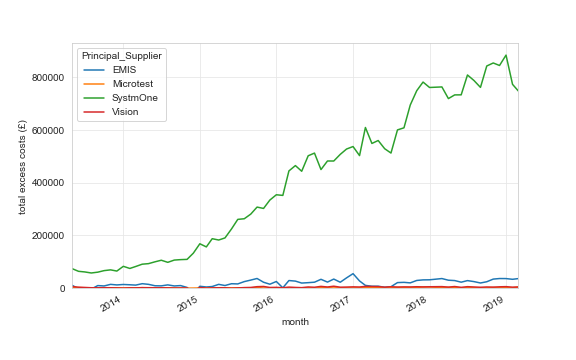 Principal_Supplier
EMIS
Microtest
SystmOne
Vision
800000
600000
400000
200000
0
total excess costs (£)
2014
2015
2016
2017
2018
2019
month